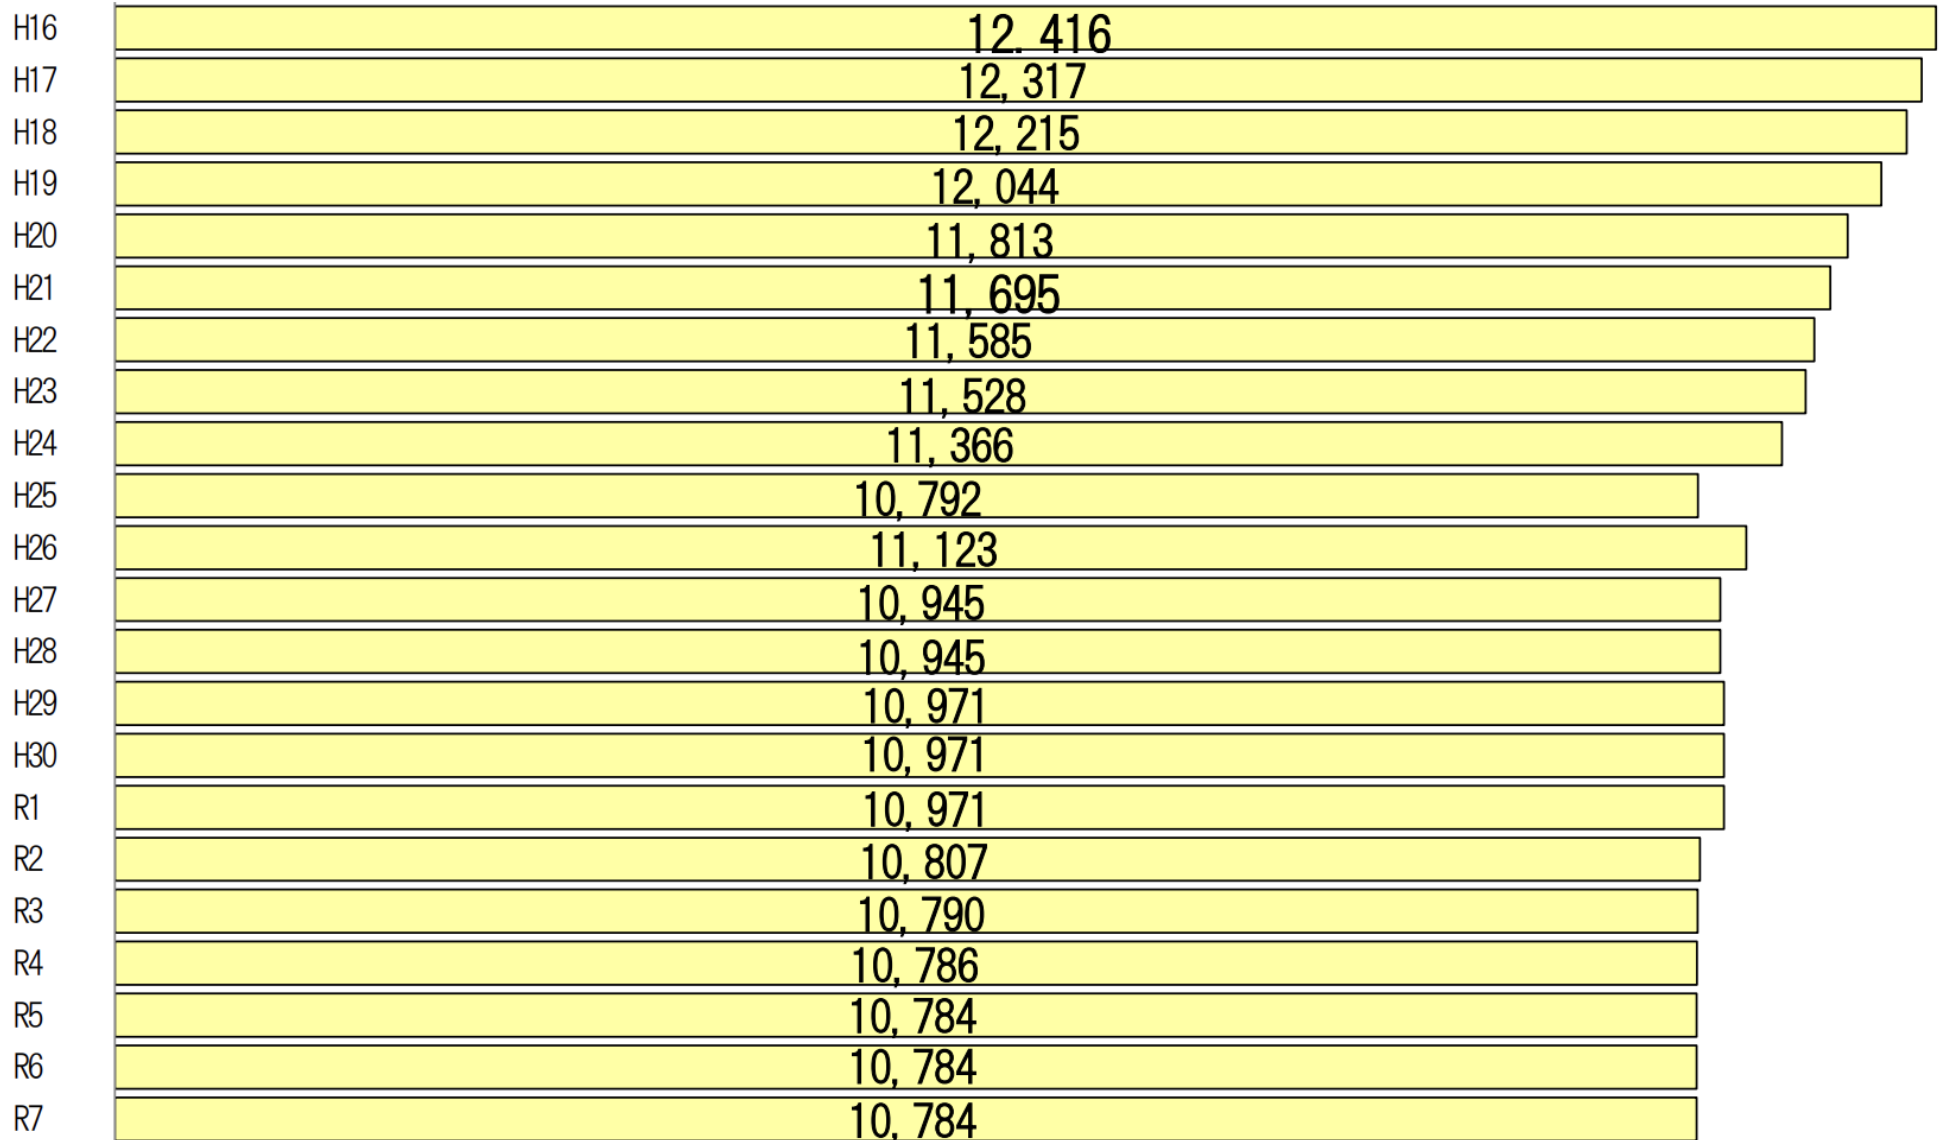 H16 12. 416
H17 12, 317
H18 12, 215
H19 12, 044
H20 11, 813
H21 11, 695
H22 11, 585
H23 11, 528
H24 11, 366
H25 10, 792
H26 11, 123
H27 10, 945
H28 10, 945
H29 10, 971
H30 10, 971
R1 10, 971
R2 10, 807
R3 10, 790
R4 10, 786
R5 10, 784
R6 10, 784
R7 10, 784